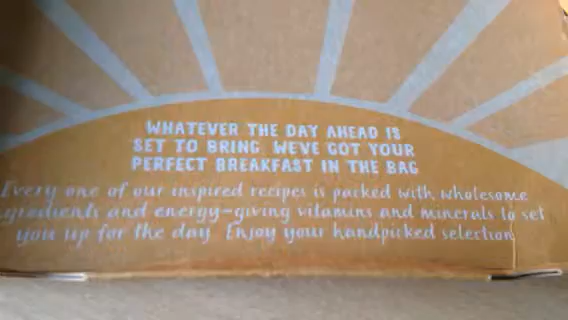 WHATEVER THE DAY AHEAD IS
SET TO BRING, WE'VE GOT YOUR
PERFECT BREAKFAST IN THE BAG
Every one of our inspired recipes is packed with wholesome
ingredients and energy-giving vitamins and minerals to set
you up for the day. Enjoy your handpicked selection